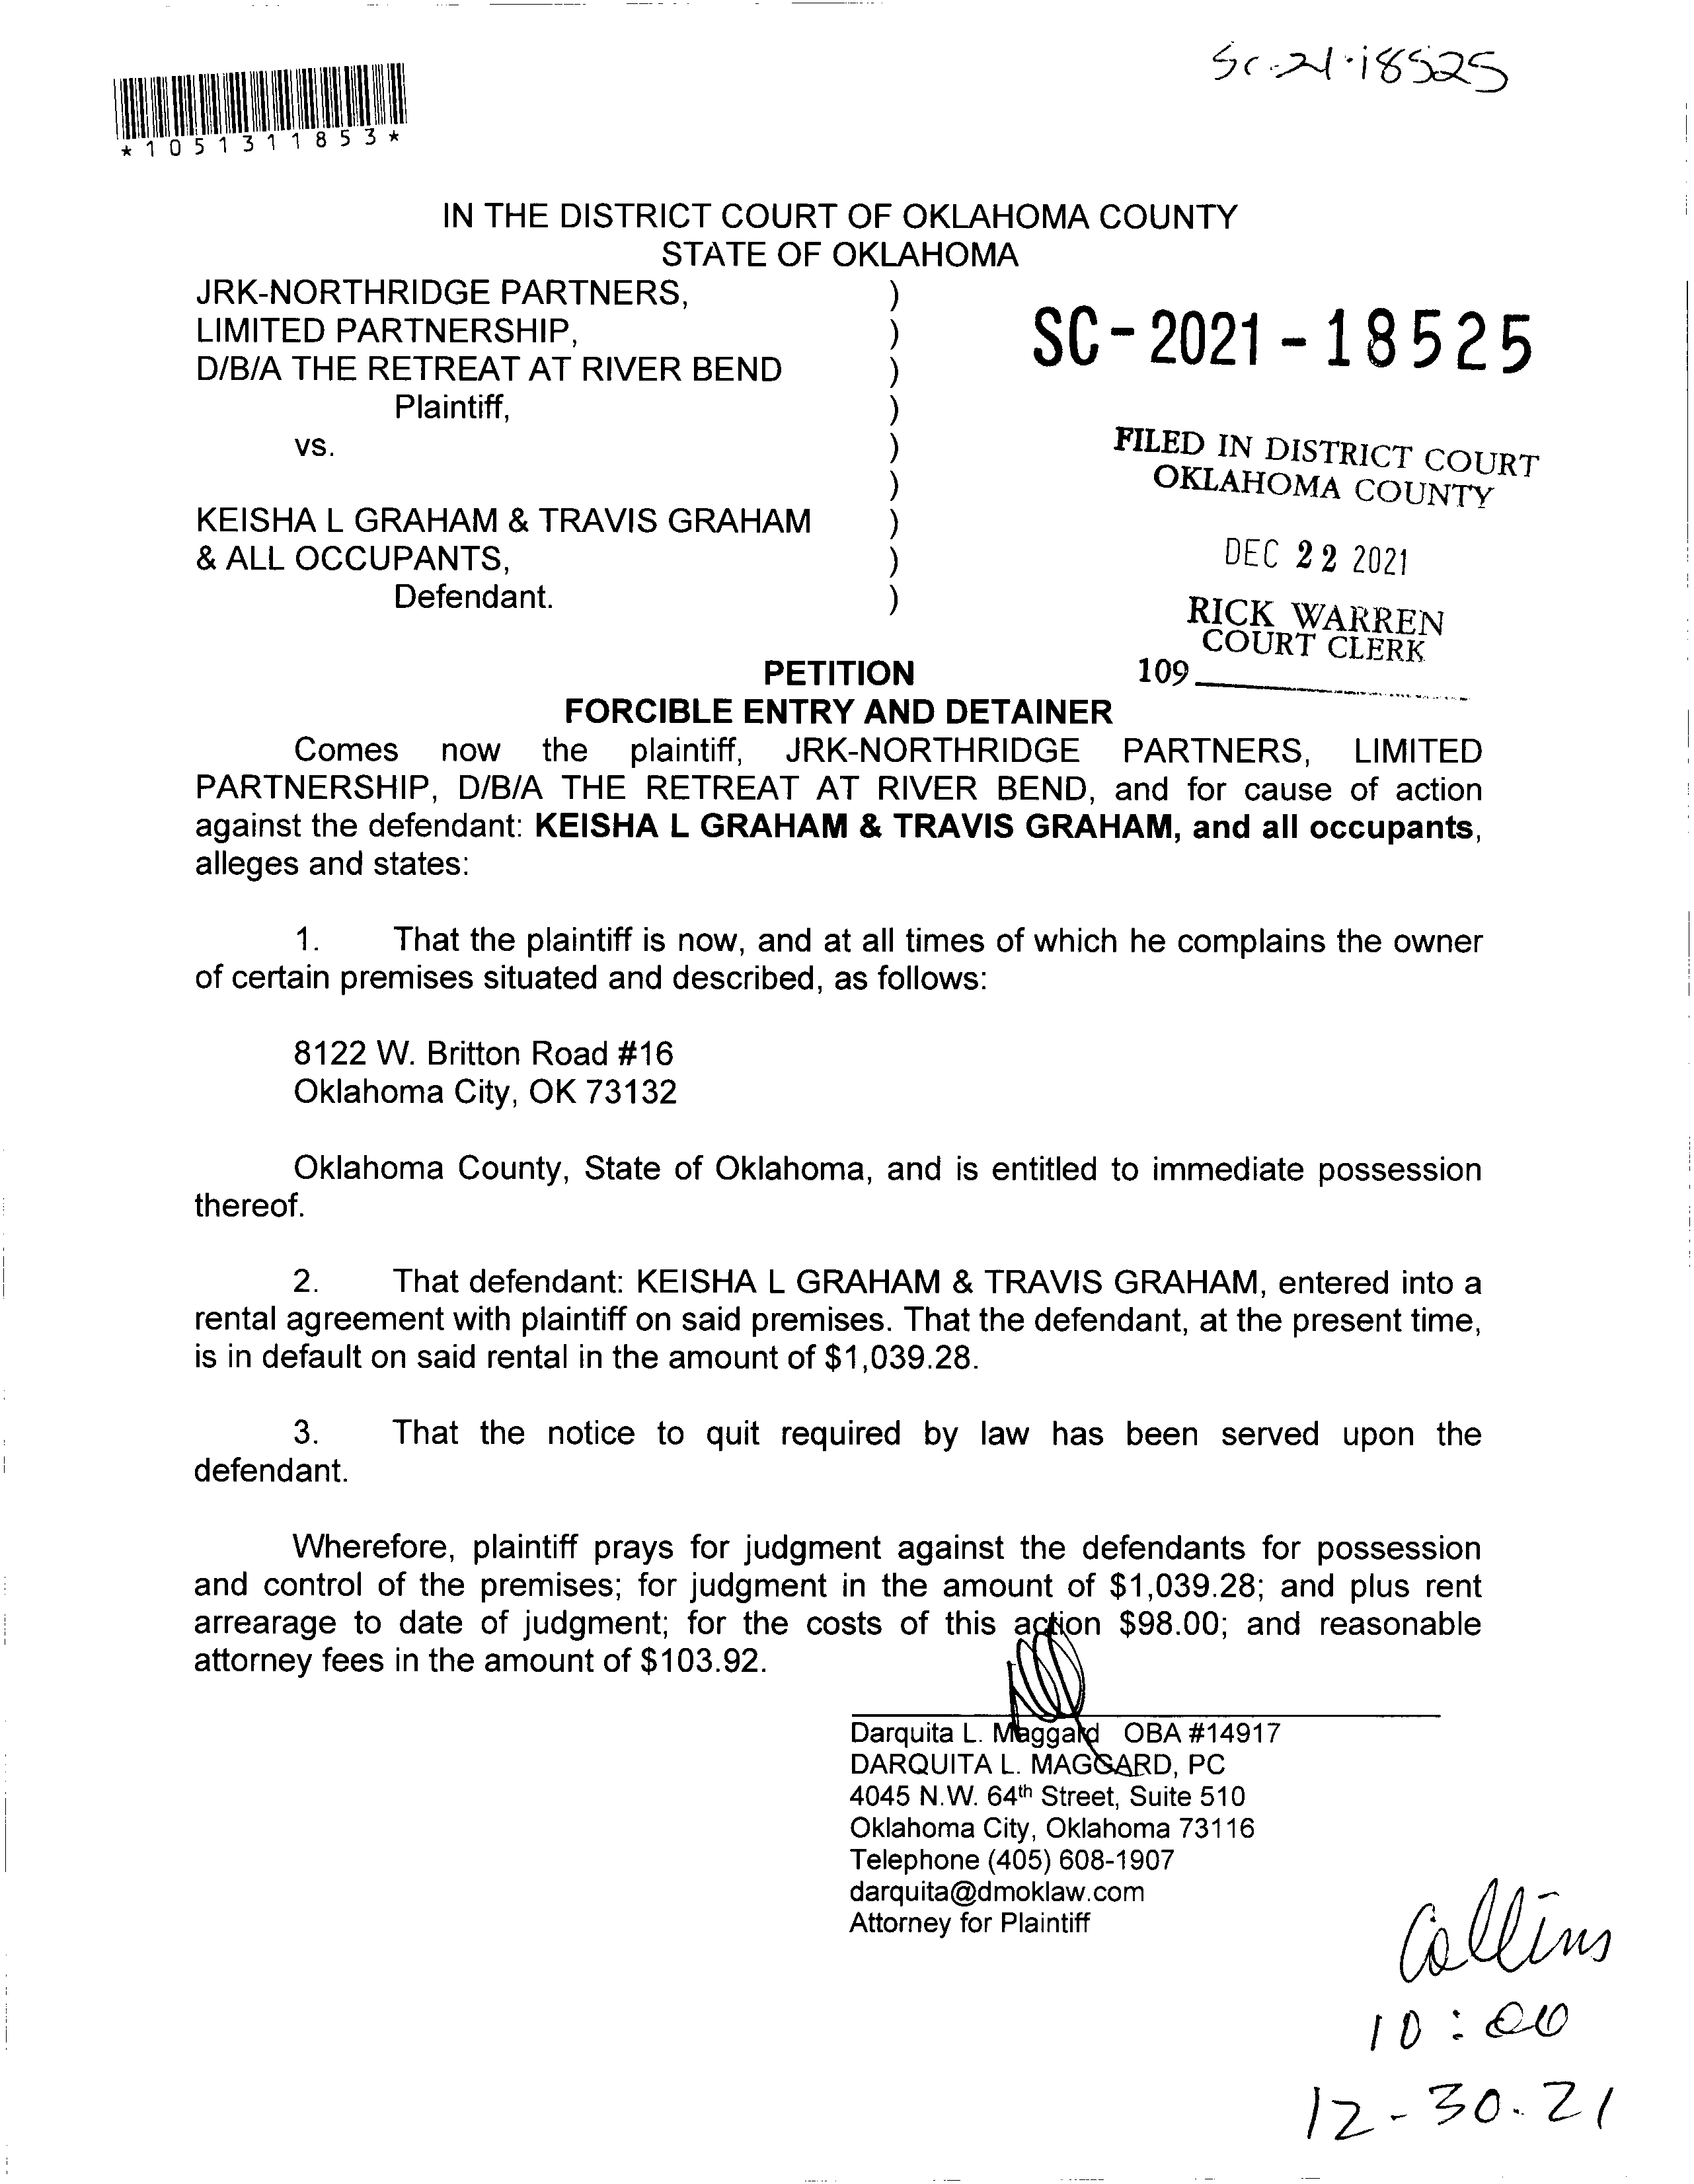 Sc-21-18525
*1051311853*
IN THE DISTRICT COURT OF OKLAHOMA COUNTY
STATE OF OKLAHOMA
JRK-NORTHRIDGE PARTNERS, )
LIMITED PARTNERSHIP, )
D/B/A THE RETREAT AT RIVER BEND )
Plaintiff, )
vs. )
)
KEISHA L GRAHAM & TRAVIS GRAHAM )
& ALL OCCUPANTS, )
Defendant. )
SC-2021-18525
FILED IN DISTRICT COURT
OKLAHOMA COUNTY
DEC 22 2021
RICK WARREN
COURT CLERK
109
PETITION
FORCIBLE ENTRY AND DETAINER
Comes now the plaintiff, JRK-NORTHRIDGE PARTNERS, LIMITED
PARTNERSHIP, D/B/A THE RETREAT AT RIVER BEND, and for cause of action
against the defendant: KEISHA L GRAHAM & TRAVIS GRAHAM, and all occupants,
alleges and states:
1. That the plaintiff is now, and at all times of which he complains the owner
of certain premises situated and described, as follows:
8122 W. Britton Road #16
Oklahoma City, OK 73132
Oklahoma County, State of Oklahoma, and is entitled to immediate possession
thereof.
2. That defendant: KEISHA L GRAHAM & TRAVIS GRAHAM, entered into a
rental agreement with plaintiff on said premises. That the defendant, at the present time,
is in default on said rental in the amount of $1,039.28.
3. That the notice to quit required by law has been served upon the
defendant.
Wherefore, plaintiff prays for judgment against the defendants for possession
and control of the premises; for judgment in the amount of $1,039.28; and plus rent
arrearage to date of judgment; for the costs of this action $98.00; and reasonable
attorney fees in the amount of $103.92.
Darquita L. Maggard OBA #14917
DARQUITA L. MAGGARD, PC
4045 N.W. 64th Street, Suite 510
Oklahoma City, Oklahoma 73116
Telephone (405) 608-1907
darquita@dmoklaw.com
Attorney for Plaintiff
Collins
10:00
12-30-21